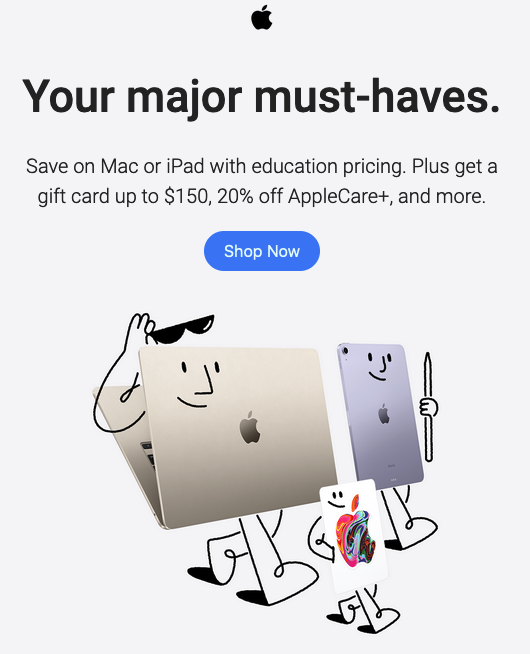 Your major must-haves.
Save on Mac or iPad with education pricing. Plus get a
gift card up to $150, 20% off AppleCare+, and more.
Shop Now